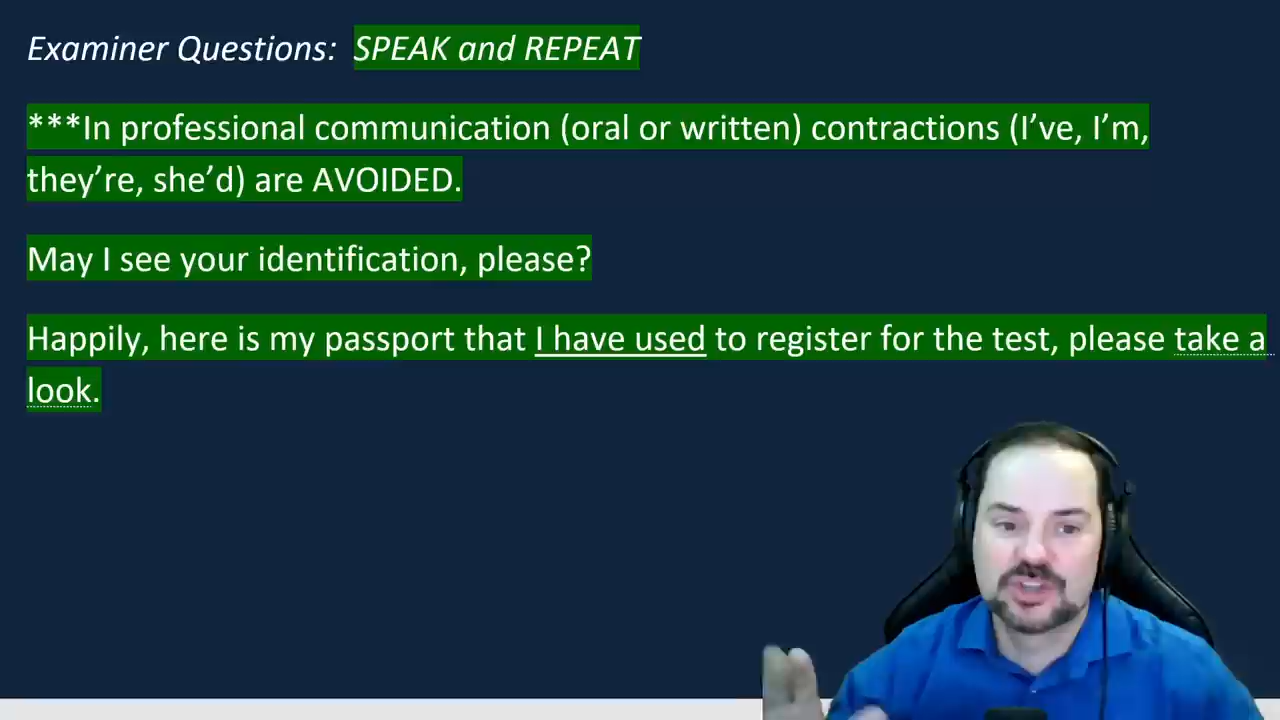 Examiner Questions: SPEAK and REPEAT
***In professional communication (oral or written) contractions (I’ve, I’m,
they’re, she’d) are AVOIDED.
May I see your identification, please?
Happily, here is my passport that I have used to register for the test, please take a
look.